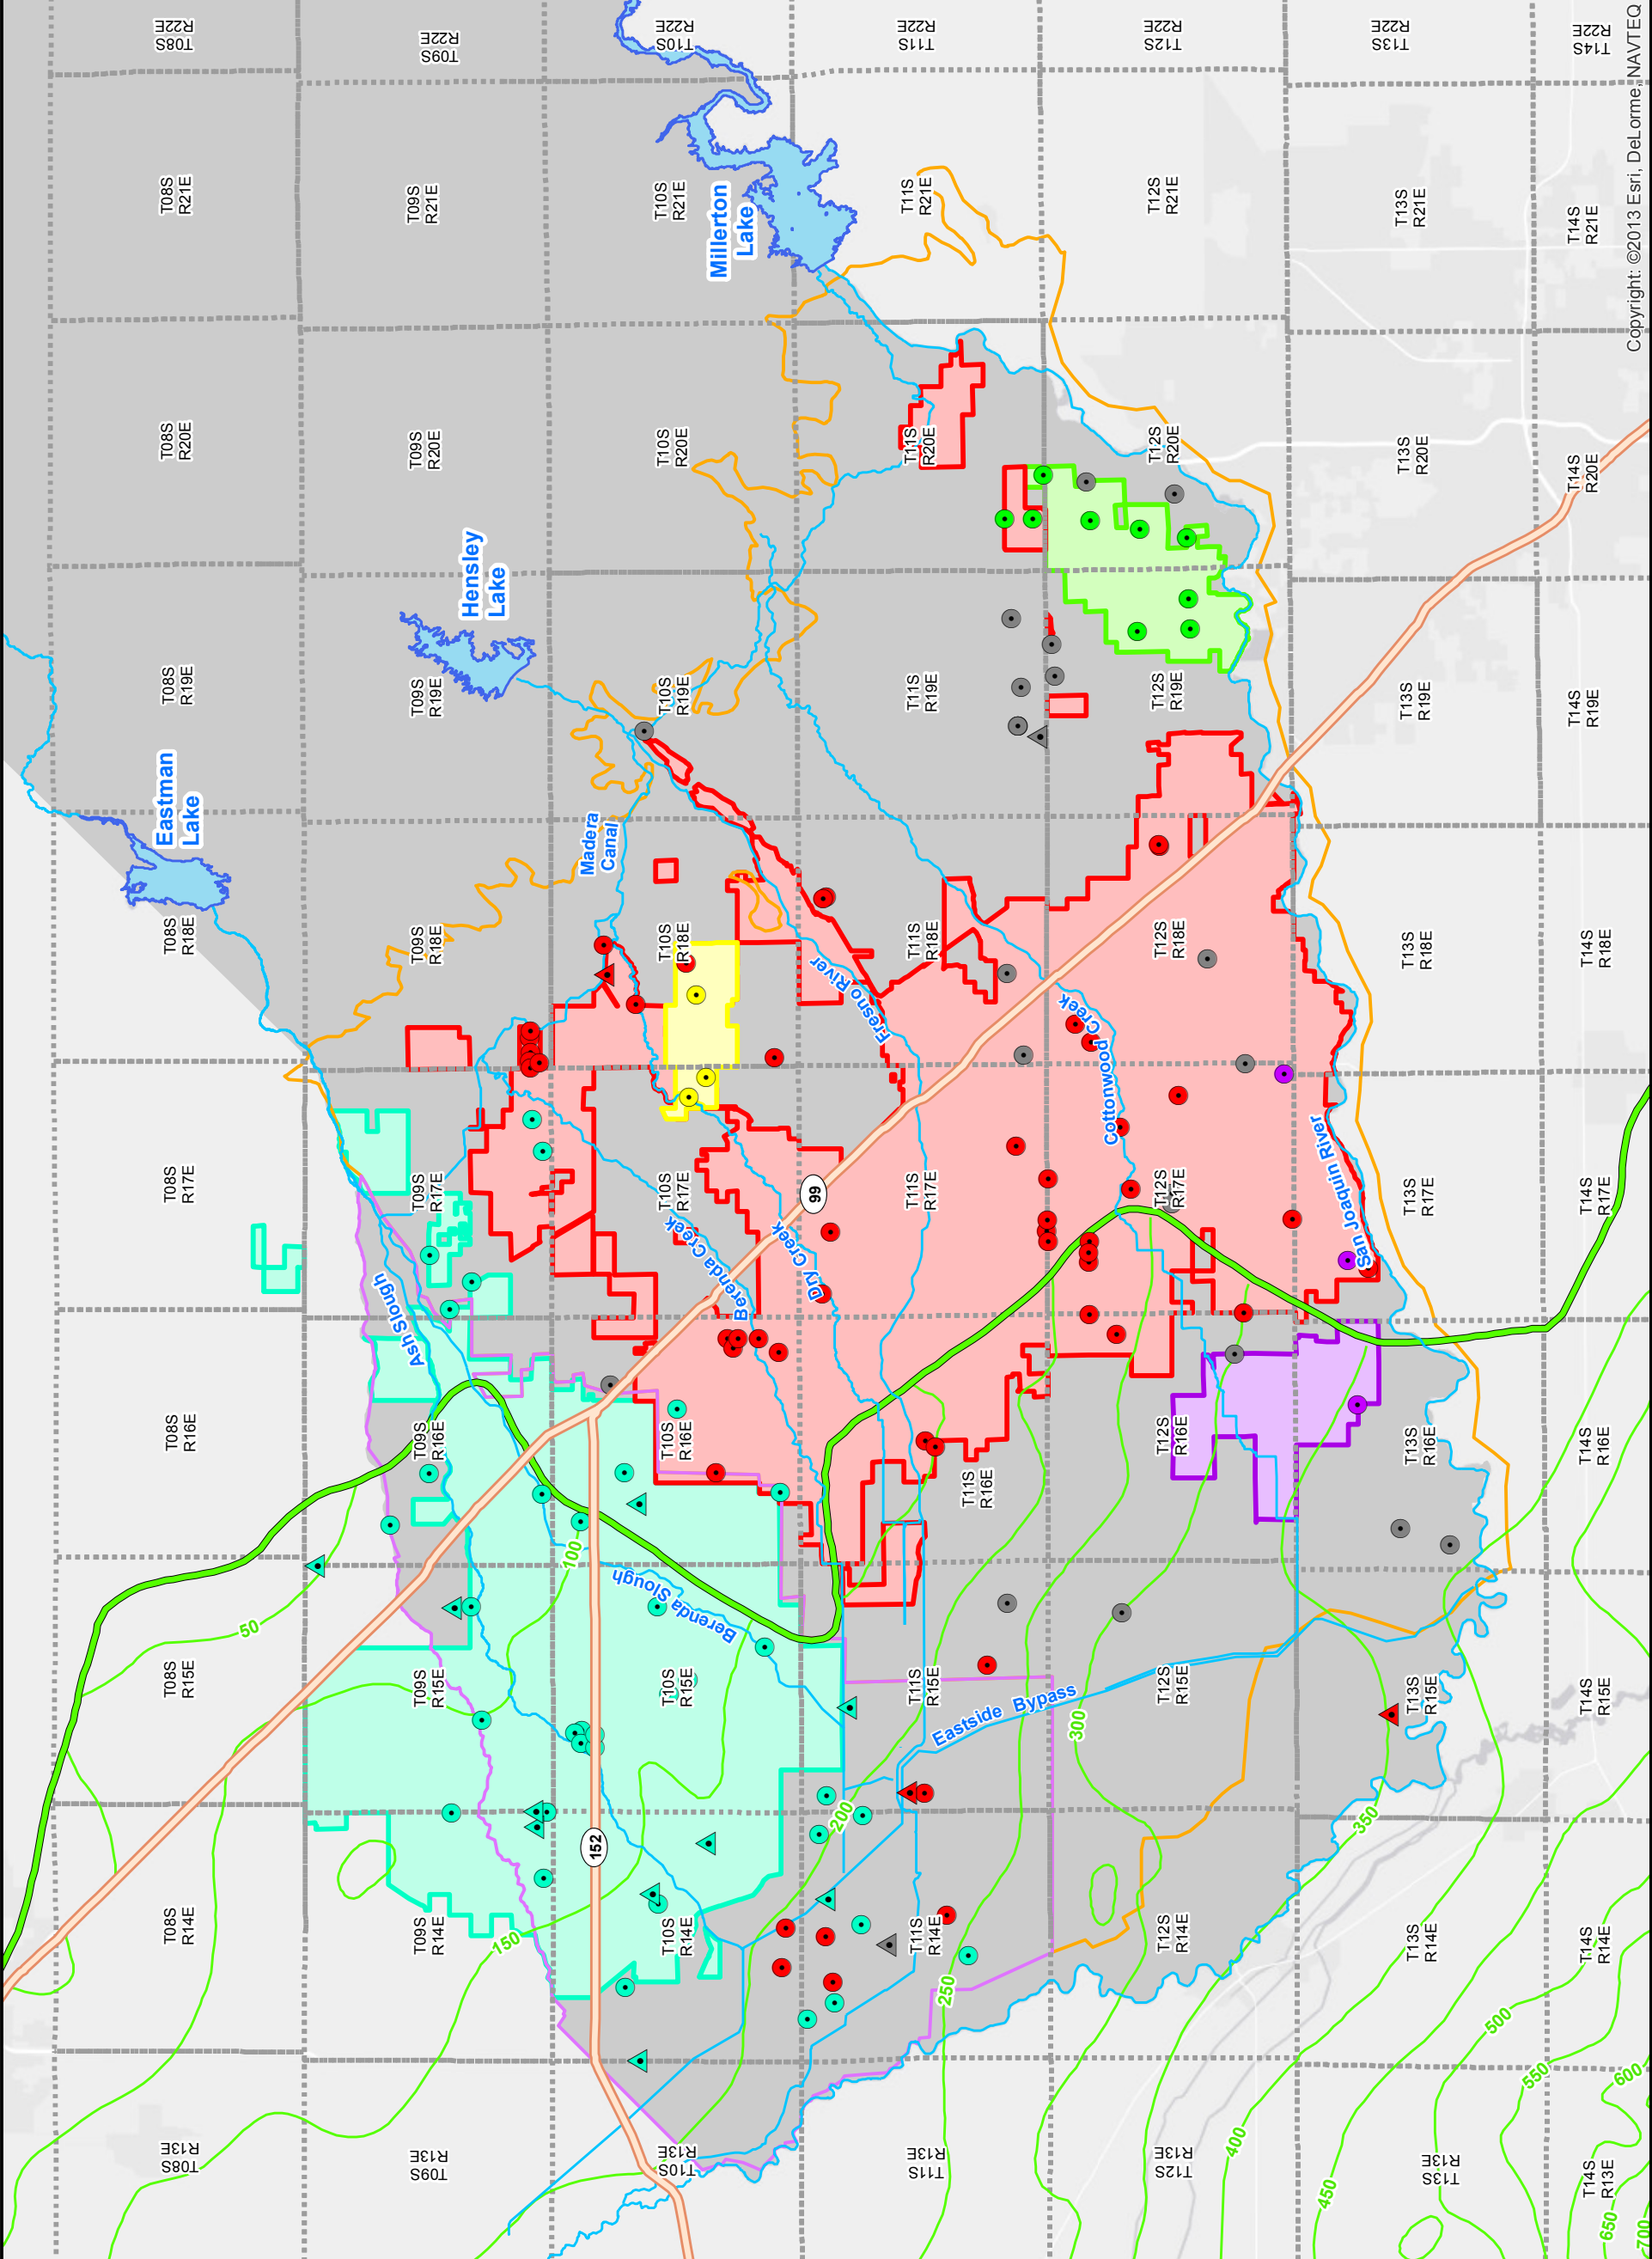 T08S
R22E
T09S
R22E
T10S
R22E
T11S
R22E
T12S
R22E
T13S
R22E
T14S
R22E
T08S
R21E
T09S
R21E
T10S
R21E
T11S
R21E
T12S
R21E
T13S
R21E
T14S
R21E
Millerton
Lake
T08S
R20E
T09S
R20E
T10S
R20E
T11S
R20E
T12S
R20E
T13S
R20E
T14S
R20E
Hensley
Lake
T08S
R19E
T09S
R19E
T10S
R19E
T11S
R19E
T12S
R19E
T13S
R19E
T14S
R19E
Eastman
Lake
Madera
Canal
T08S
R18E
T09S
R18E
T10S
R18E
T11S
R18E
T12S
R18E
T13S
R18E
T14S
R18E
Fresno River
Cottonwood Creek
San Joaquin River
T08S
R17E
T09S
R17E
T10S
R17E
T11S
R17E
T12S
R17E
T13S
R17E
T14S
R17E
99
Berenda Creek
Dry Creek
Ash Slough
T08S
R16E
T09S
R16E
T10S
R16E
T11S
R16E
T12S
R16E
T13S
R16E
T14S
R16E
100
50
Berenda Slough
T08S
R15E
T09S
R15E
T10S
R15E
T11S
R15E
T12S
R15E
T13S
R15E
T14S
R15E
Eastside Bypass
300
200
350
152
T08S
R14E
T09S
R14E
T10S
R14E
T11S
R14E
T12S
R14E
T13S
R14E
T14S
R14E
150
250
500
550
600
T08S
R13E
T09S
R13E
T10S
R13E
T11S
R13E
T12S
R13E
T13S
R13E
T14S
R13E
400
450
650
700
Copyright: ©2013 Esri, DeLorme, NAVTEQ